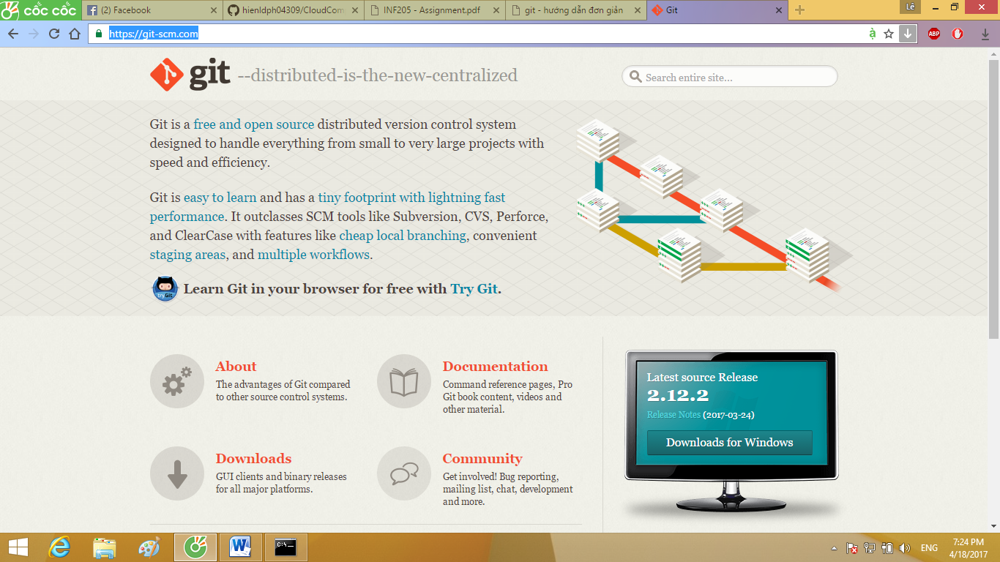 cốc cốc
(2) Facebook
hienldph04309/CloudCom
INF205 - Assignment.pdf
git - hướng dẫn đơn giản
Git
Lê
https://git-scm.com
ABP
git --distributed-is-the-new-centralized
Search entire site...
Git is a free and open source distributed version control system
designed to handle everything from small to very large projects with
speed and efficiency.
Git is easy to learn and has a tiny footprint with lightning fast
performance. It outclasses SCM tools like Subversion, CVS, Perforce,
and ClearCase with features like cheap local branching, convenient
staging areas, and multiple workflows.
tryGit
Learn Git in your browser for free with Try Git.
About
The advantages of Git compared
to other source control systems.
Documentation
Command reference pages, Pro
Git book content, videos and
other material.
Downloads
GUI clients and binary releases
for all major platforms.
Community
Get involved! Bug reporting,
mailing list, chat, development
and more.
Latest source Release
2.12.2
Release Notes (2017-03-24)
Downloads for Windows
ENG
7:24 PM
4/18/2017